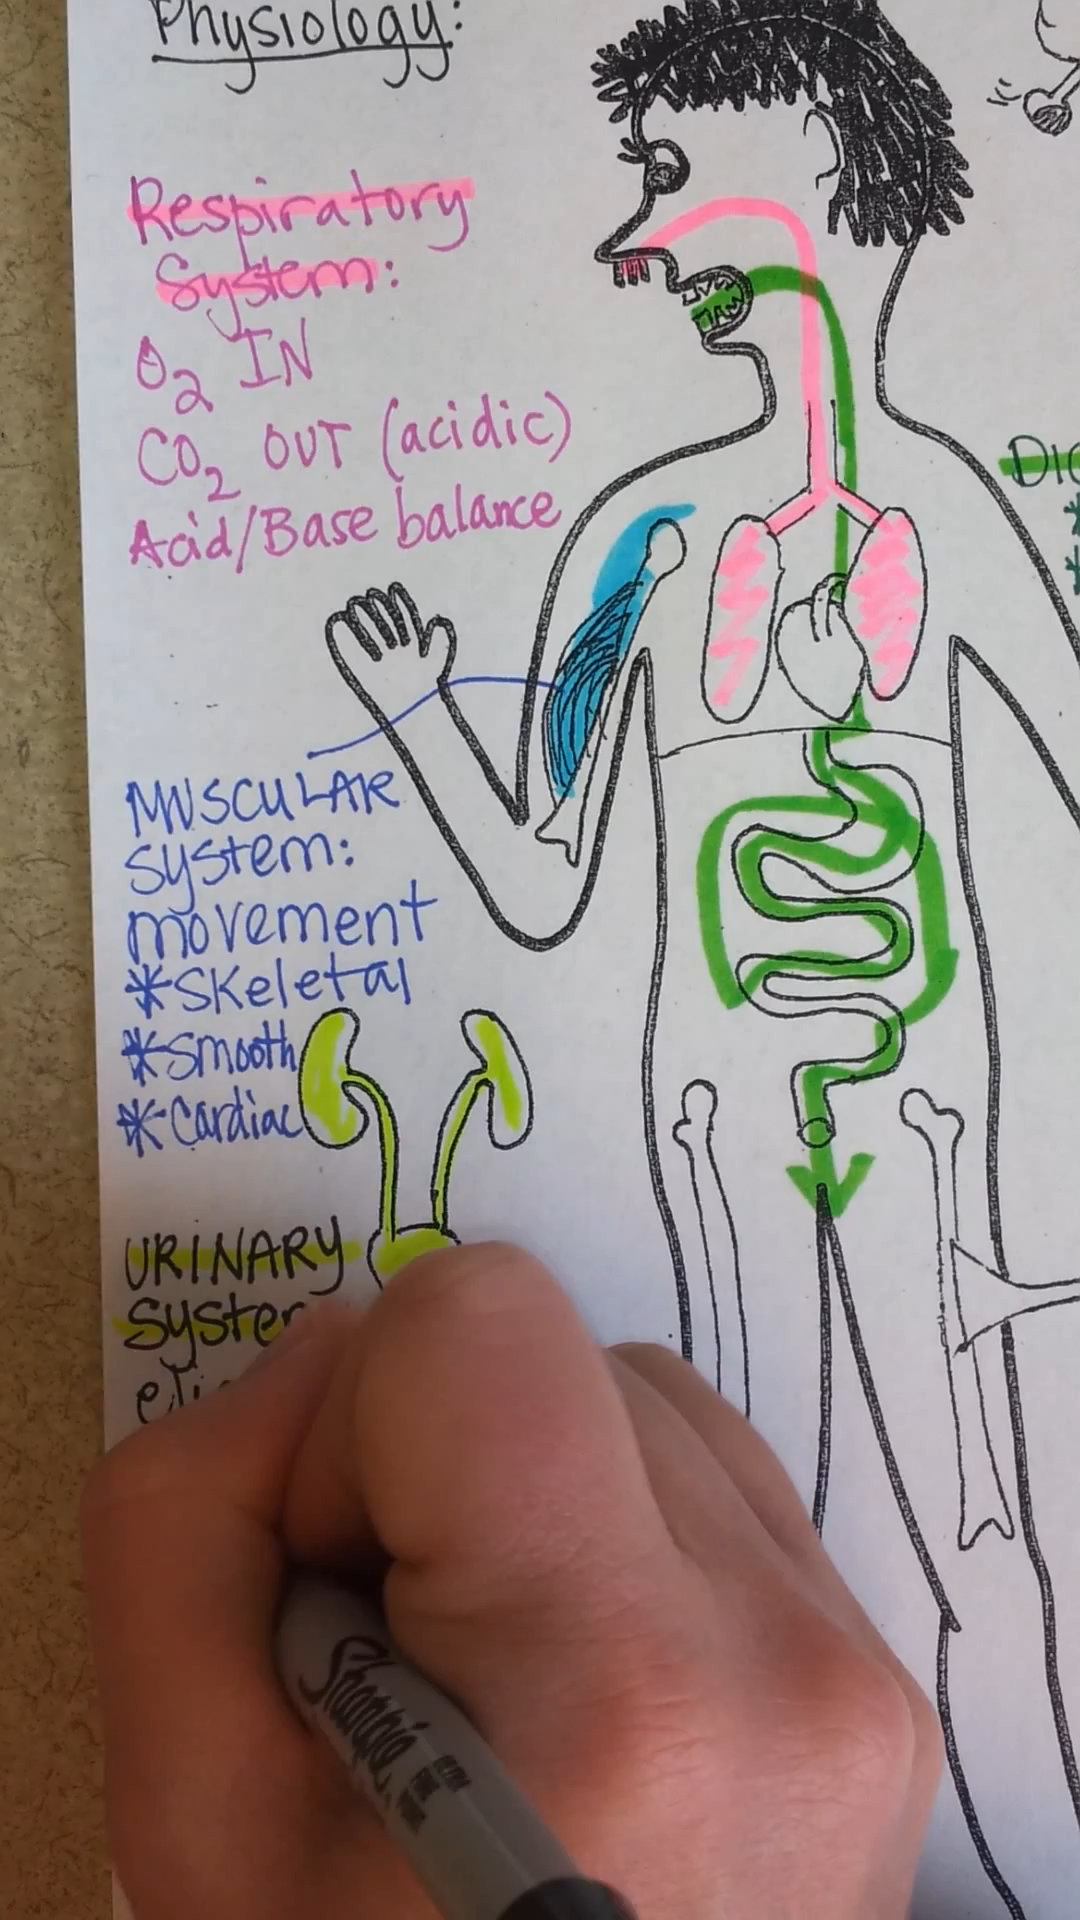 Physiology:
Respiratory
System:
O₂ IN
CO₂ OUT (acidic)
Acid/Base balance
MUSCULAR
system:
movement
*Skeletal
*Smooth
*Cardiac
URINARY
Sharpie